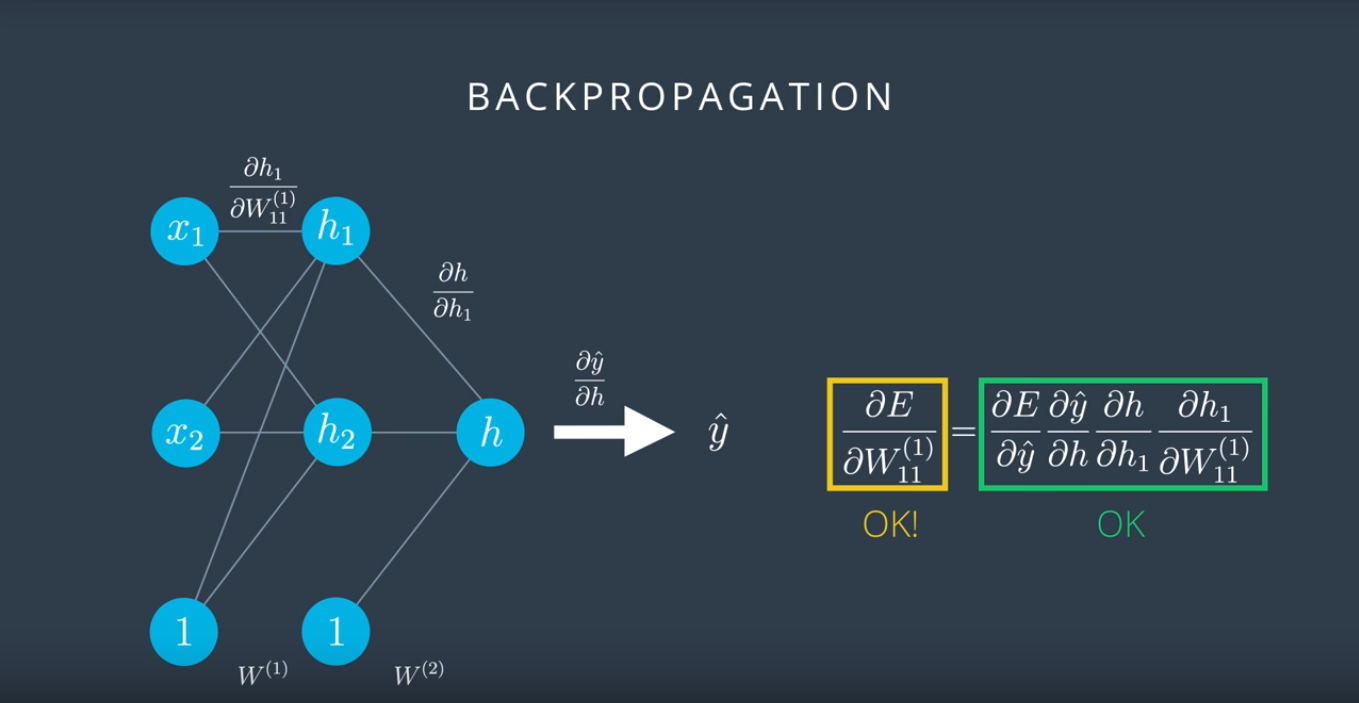 BACKPROPAGATION
∂h₁/∂W₁₁⁽¹⁾
x₁
h₁
∂h/∂h₁
∂ŷ/∂h
x₂
h₂
h
ŷ
∂E/∂W₁₁⁽¹⁾ = ∂E/∂ŷ ∂ŷ/∂h ∂h/∂h₁ ∂h₁/∂W₁₁⁽¹⁾
OK!
OK
1
1
W⁽¹⁾
W⁽²⁾